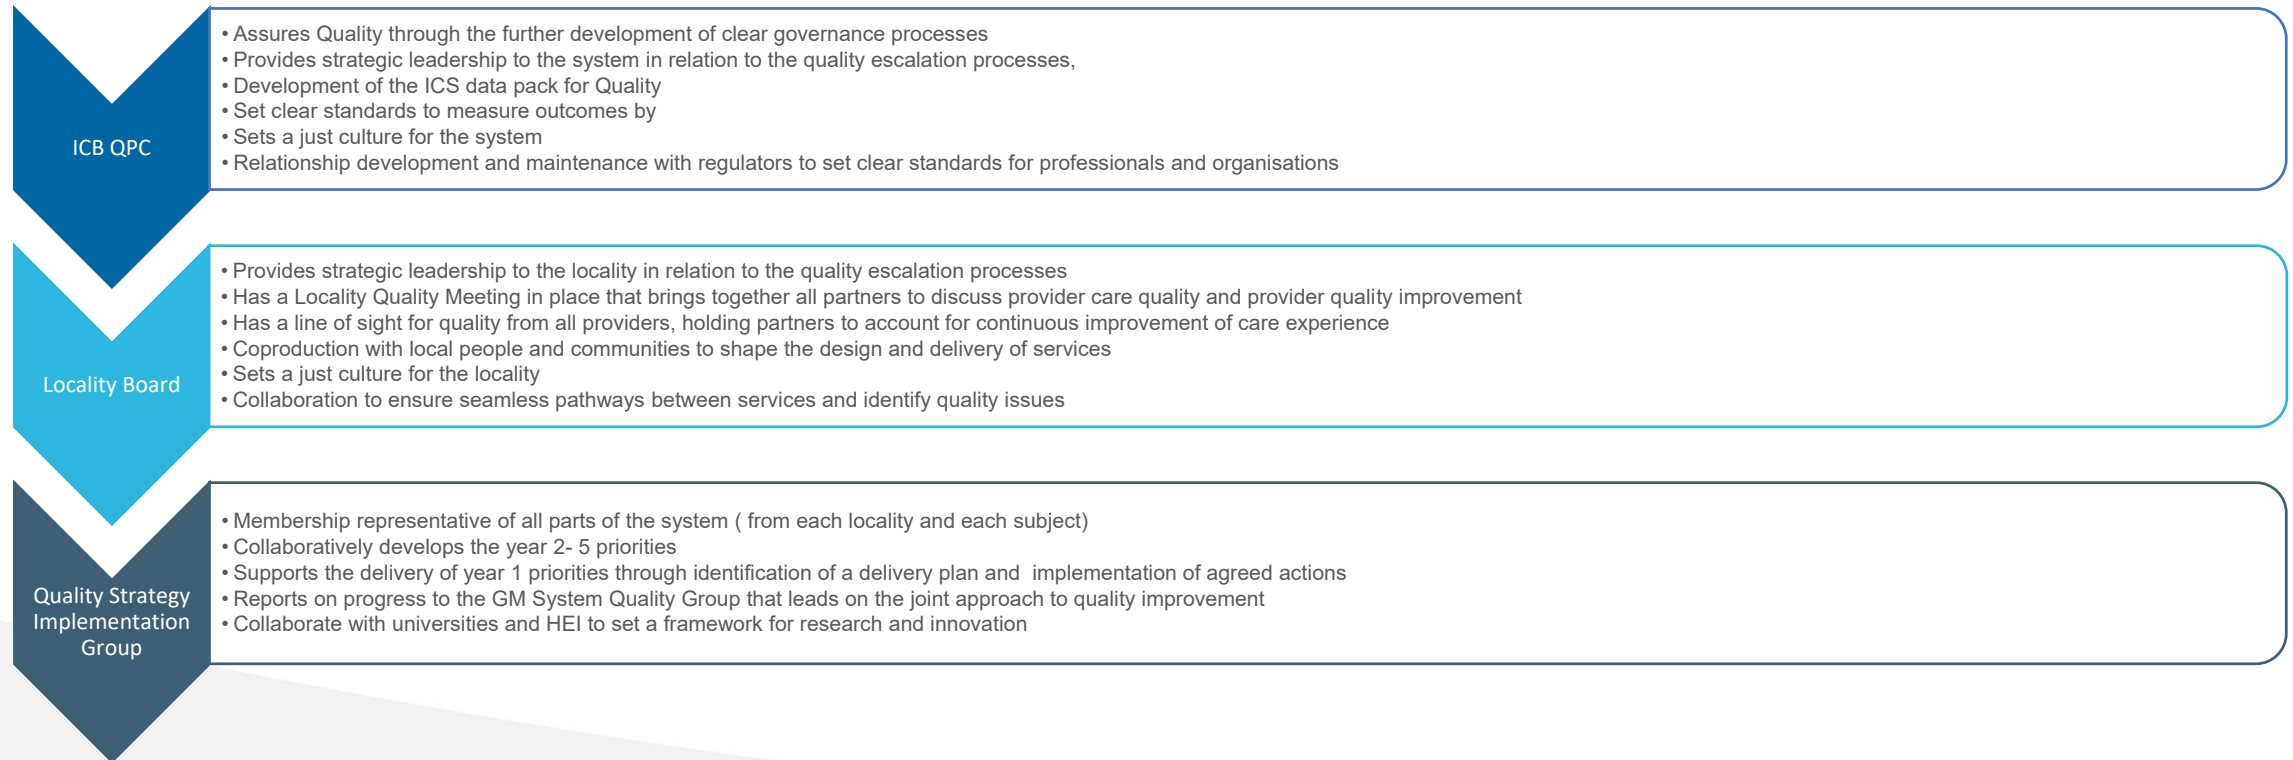 ICB QPC
• Assures Quality through the further development of clear governance processes
• Provides strategic leadership to the system in relation to the quality escalation processes,
• Development of the ICS data pack for Quality
• Set clear standards to measure outcomes by
• Sets a just culture for the system
• Relationship development and maintenance with regulators to set clear standards for professionals and organisations
Locality Board
• Provides strategic leadership to the locality in relation to the quality escalation processes
• Has a Locality Quality Meeting in place that brings together all partners to discuss provider care quality and provider quality improvement
• Has a line of sight for quality from all providers, holding partners to account for continuous improvement of care experience
• Coproduction with local people and communities to shape the design and delivery of services
• Sets a just culture for the locality
• Collaboration to ensure seamless pathways between services and identify quality issues
Quality Strategy
Implementation
Group
• Membership representative of all parts of the system ( from each locality and each subject)
• Collaboratively develops the year 2- 5 priorities
• Supports the delivery of year 1 priorities through identification of a delivery plan and  implementation of agreed actions
• Reports on progress to the GM System Quality Group that leads on the joint approach to quality improvement
• Collaborate with universities and HEI to set a framework for research and innovation